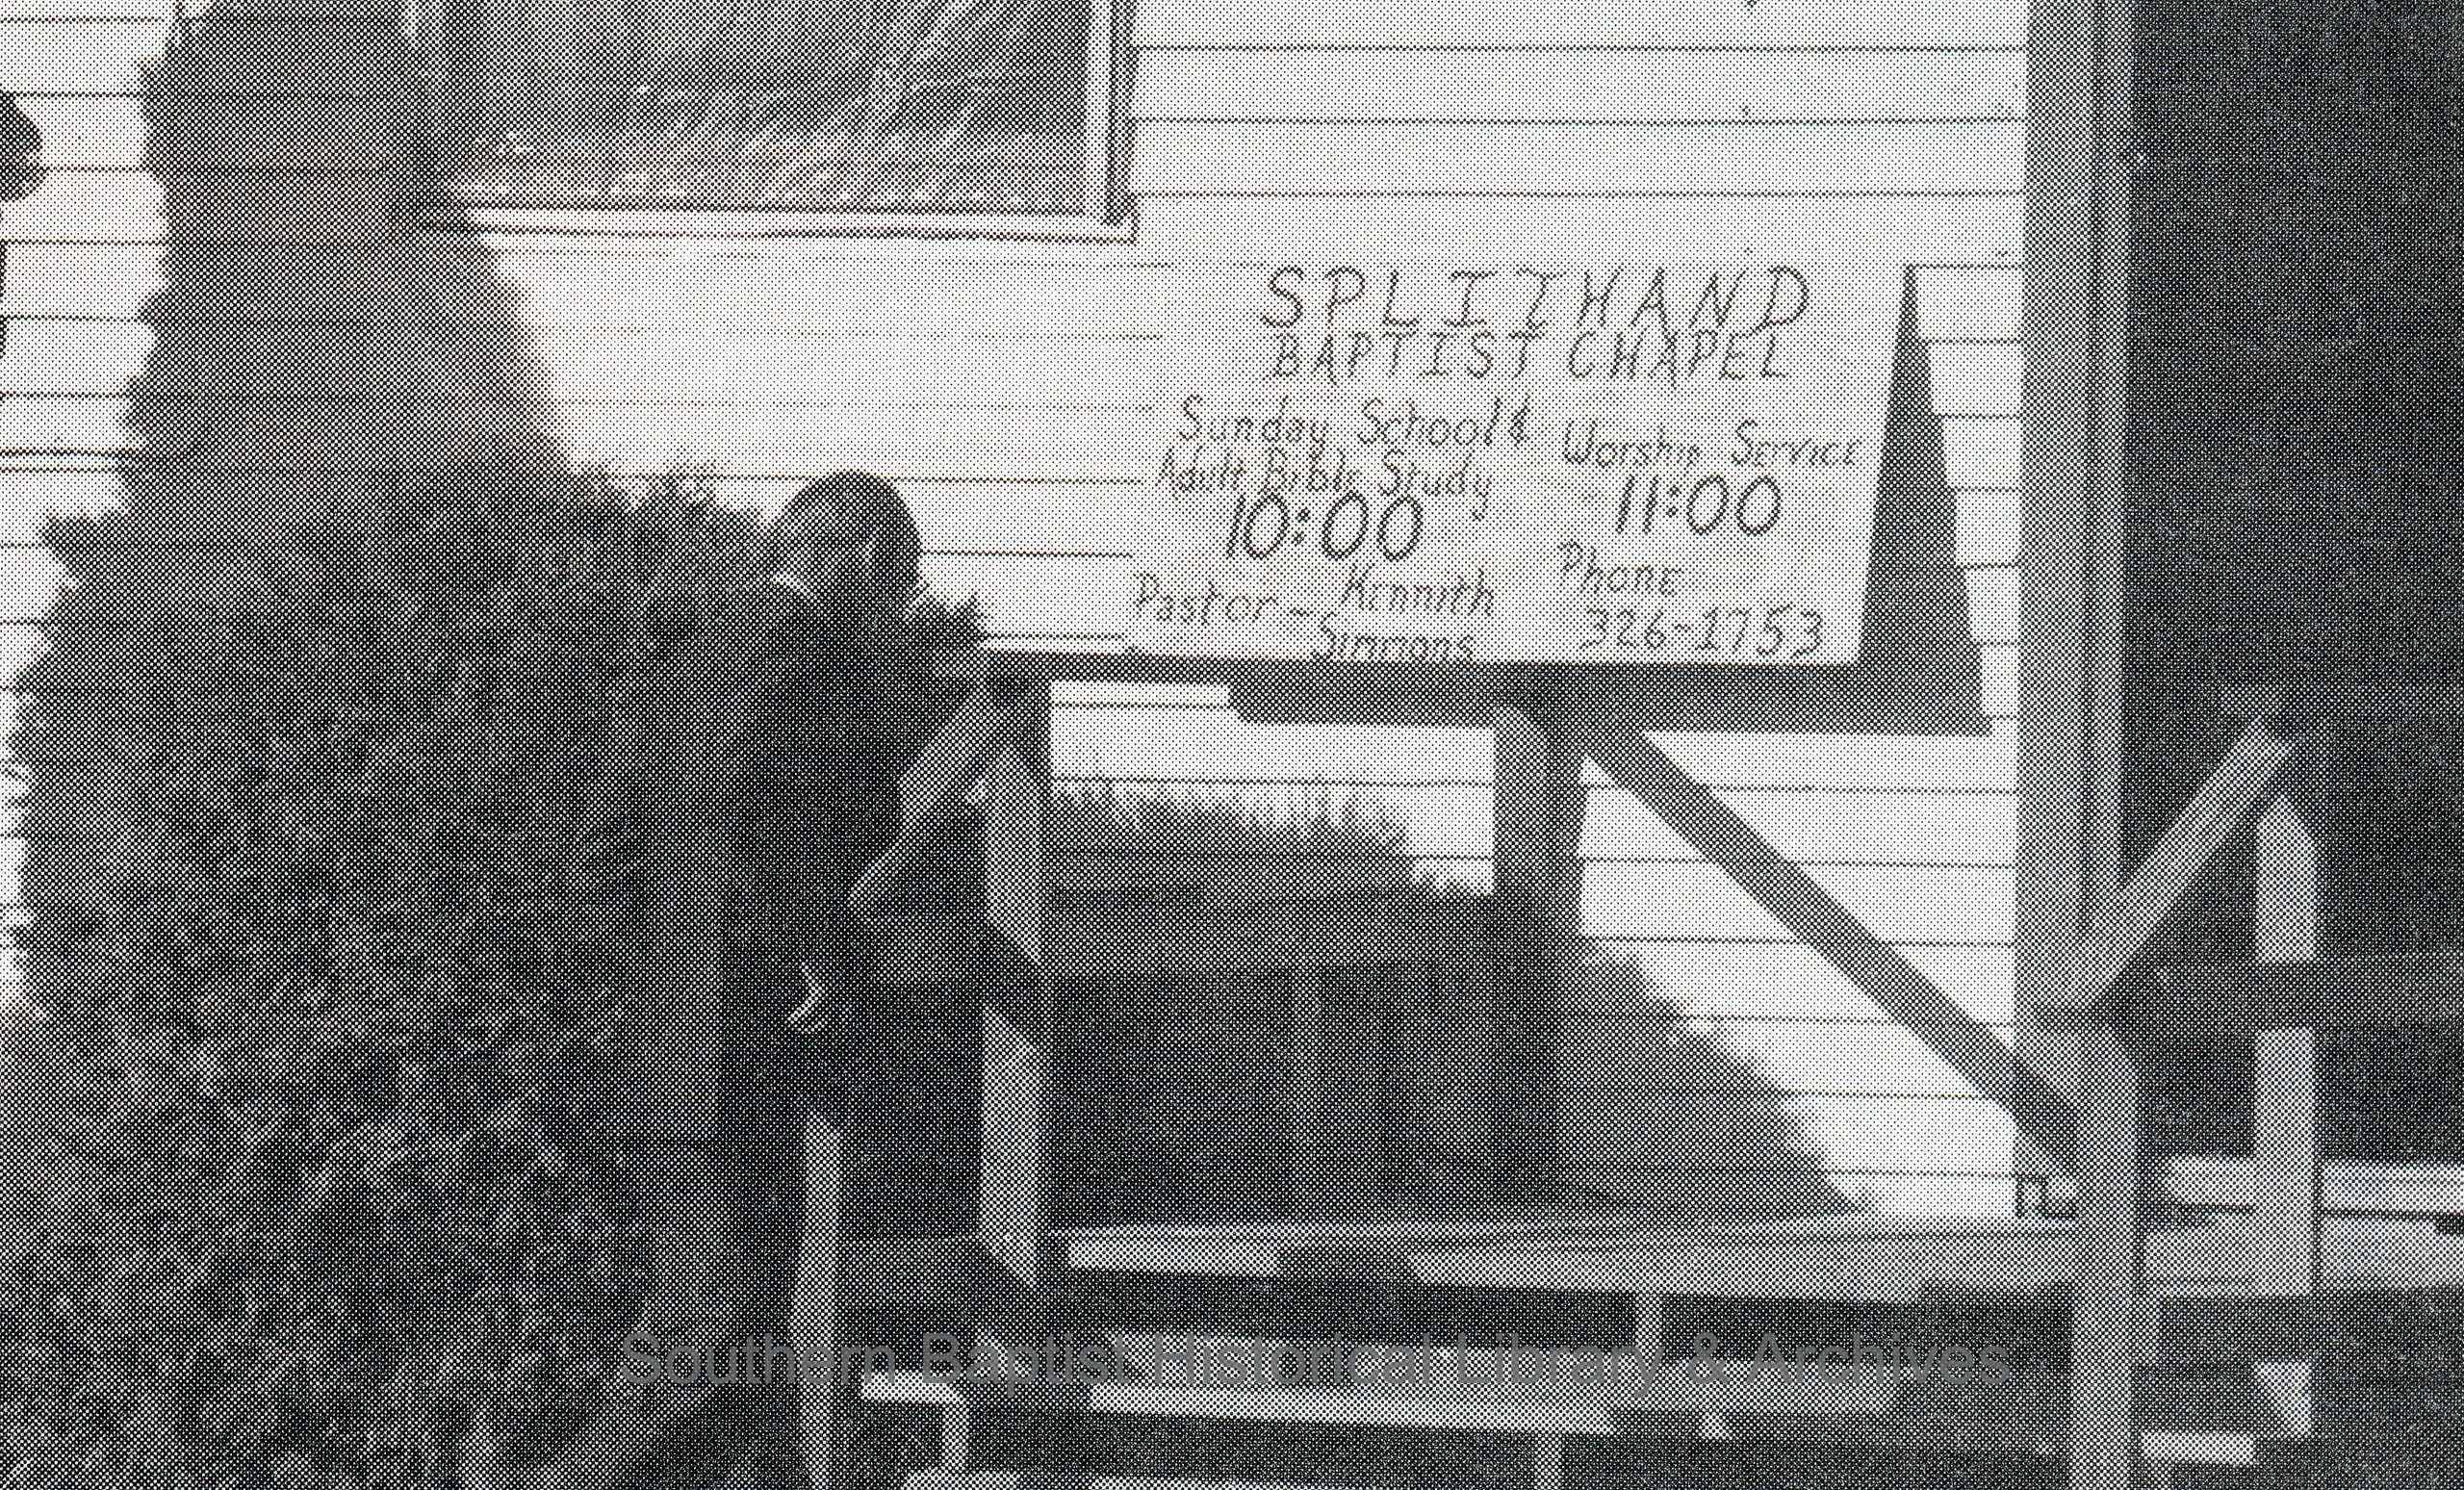 SPLITHAND
BAPTIST CHAPEL
Sunday School &
Adult Bible Study
10:00
Worship Service
11:00
Pastor - Kennith
Simmons
Phone
326-1753
Southern Baptist Historical Library & Archives